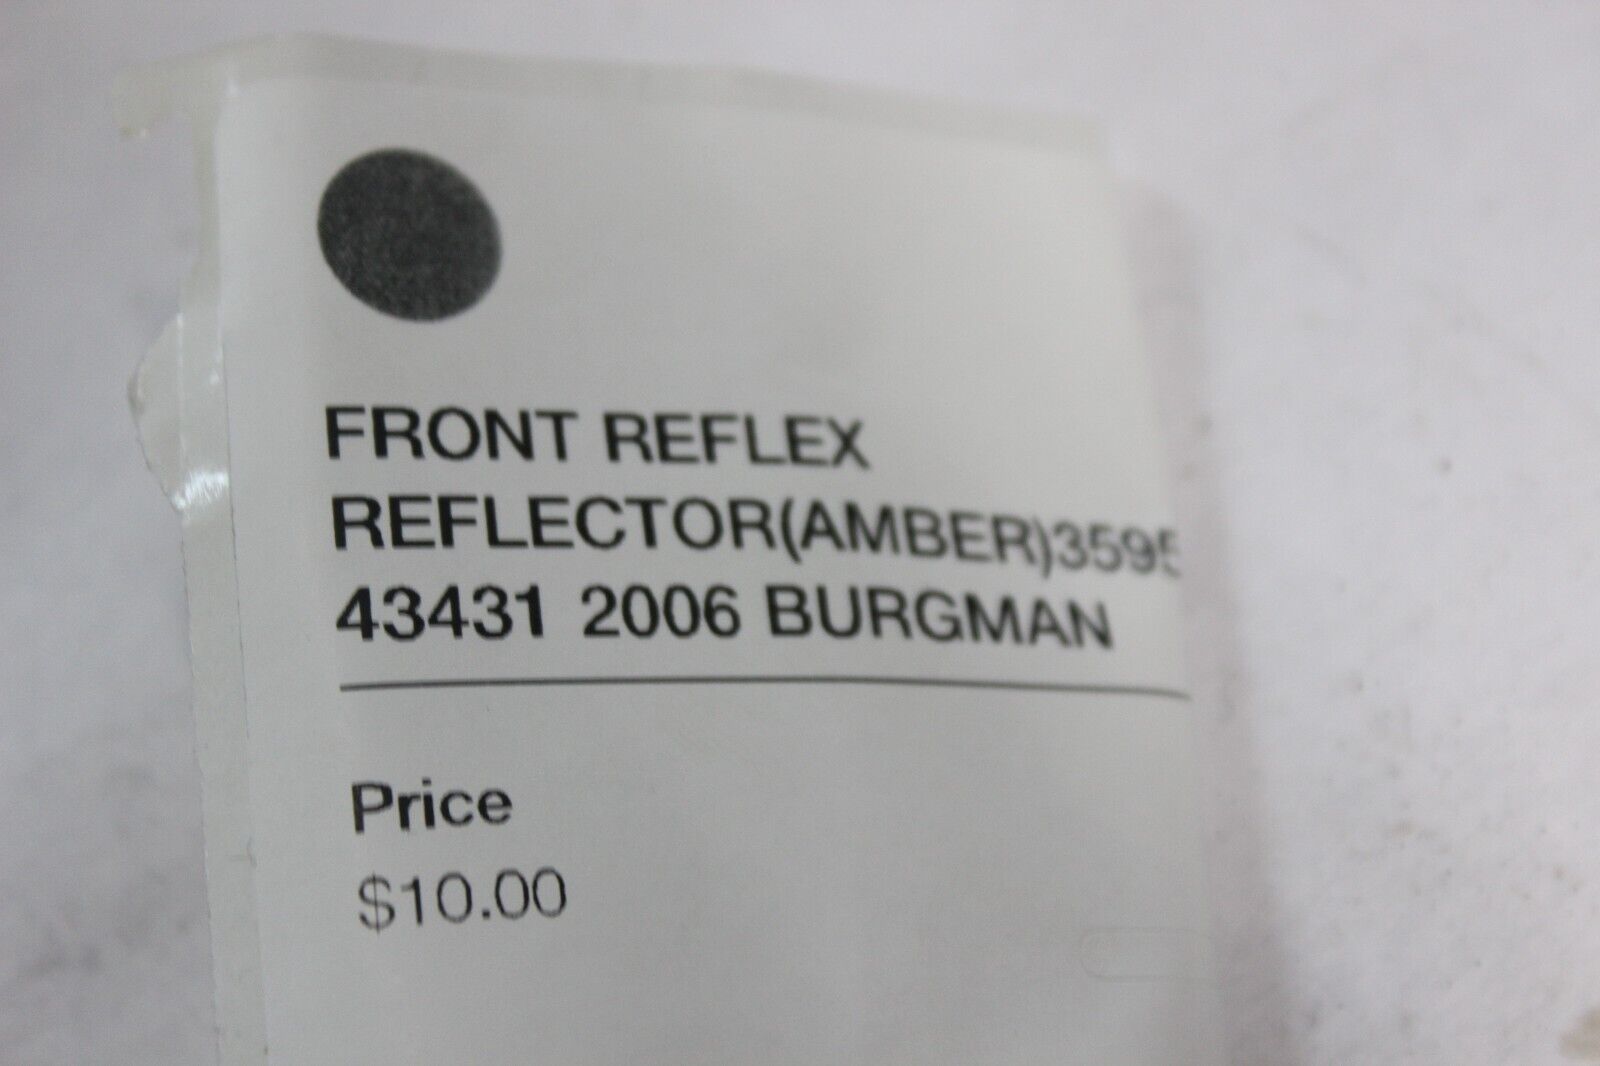 FRONT REFLEX
REFLECTOR(AMBER)3595
43431 2006 BURGMAN
Price
$10.00